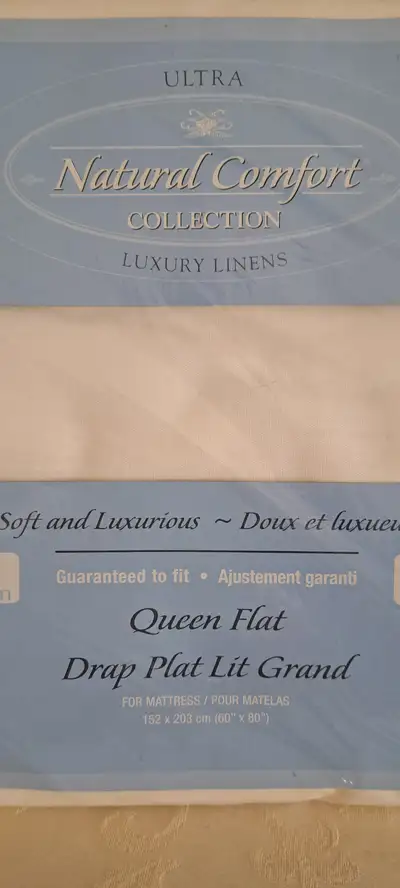 ULTRA
Natural Comfort
COLLECTION
LUXURY LINENS
Soft and Luxurious ~ Doux et luxueu
Guaranteed to fit • Ajustement garanti
n
Queen Flat
Drap Plat Lit Grand
FOR MATTRESS / POUR MATELAS
152 x 203 cm (60" x 80")